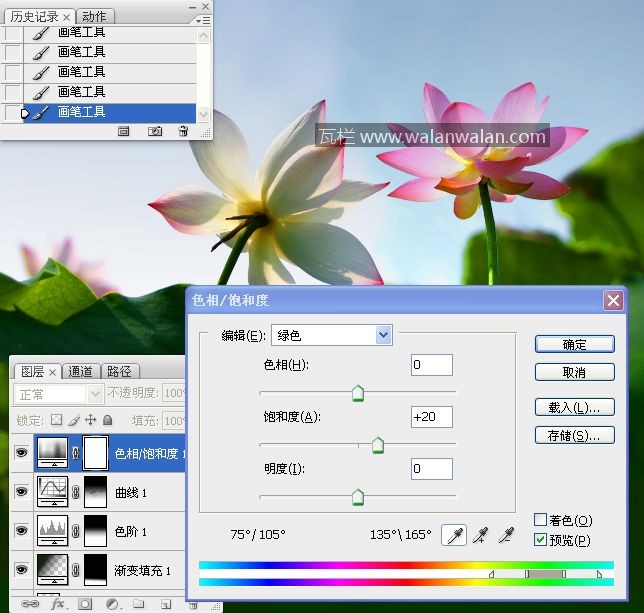 历史记录 × 动作
画笔工具
画笔工具
画笔工具
画笔工具
画笔工具
瓦栏 www.walanwalan.com
色相/饱和度
编辑(E): 绿色
色相(H): 0
饱和度(A): +20
明度(I): 0
确定
取消
载入(L)...
存储(S)...
着色(O)
预览(P)
75°/105° 135°\165°
图层 × 通道 路径
正常 不透明度: 100
锁定: 填充: 100
色相/饱和度 1
曲线 1
色阶 1
渐变填充 1
fx